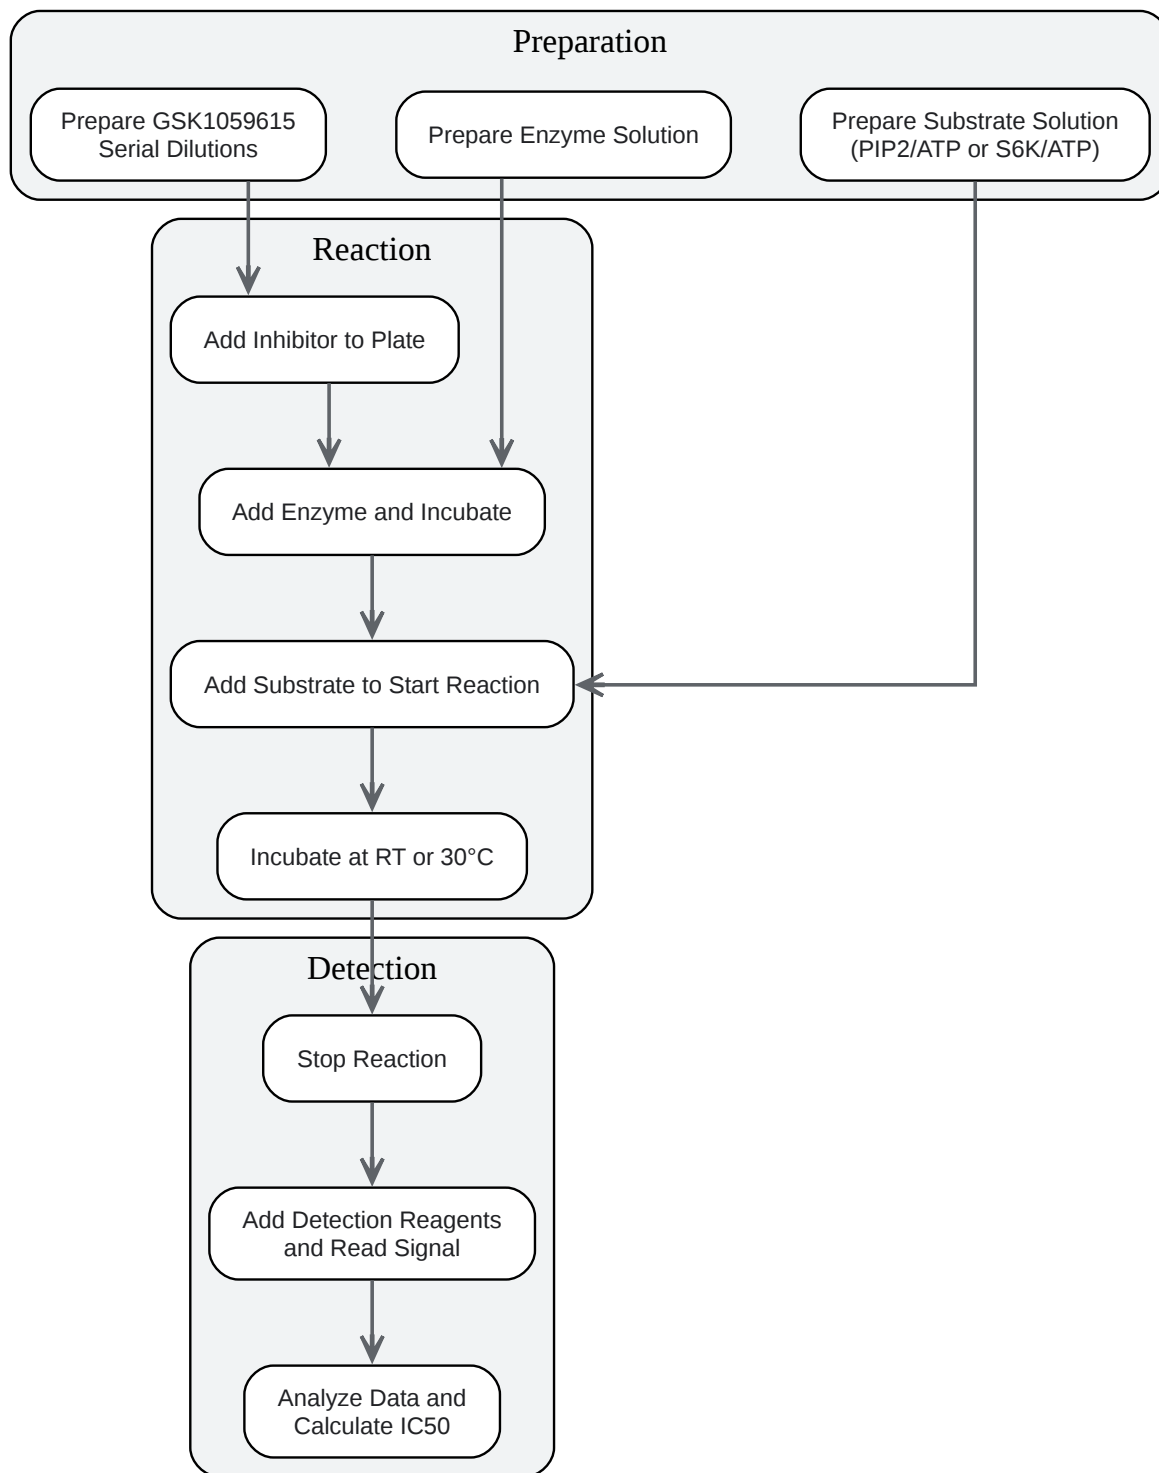 Preparation
Prepare GSK1059615
Serial Dilutions
Prepare Enzyme Solution
Prepare Substrate Solution
(PIP2/ATP or S6K/ATP)
Reaction
Add Inhibitor to Plate
Add Enzyme and Incubate
Add Substrate to Start Reaction
Incubate at RT or 30°C
Detection
Stop Reaction
Add Detection Reagents
and Read Signal
Analyze Data and
Calculate IC50